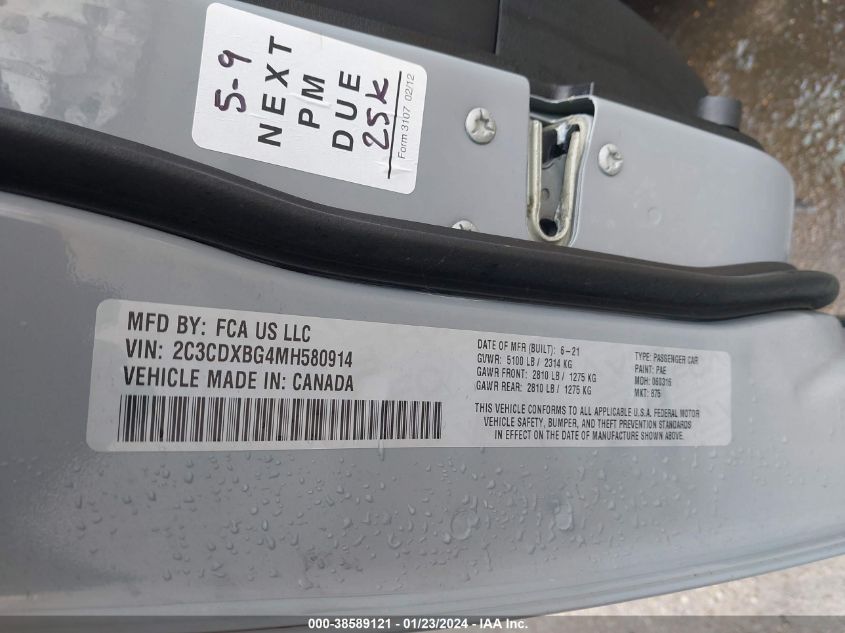 5-9
NEXT
PM
DUE
25K
Form 3107 02/12
MFD BY: FCA US LLC
VIN: 2C3CDXBG4MH580914
VEHICLE MADE IN: CANADA
DATE OF MFR (BUILT): 6-21
GVWR: 5100 LB / 2314 KG
GAWR FRONT: 2810 LB / 1275 KG
GAWR REAR: 2810 LB / 1275 KG
TYPE: PASSENGER CAR
PAINT: PAE
MDH: 060316
MKT: 875
THIS VEHICLE CONFORMS TO ALL APPLICABLE U.S.A. FEDERAL MOTOR
VEHICLE SAFETY, BUMPER, AND THEFT PREVENTION STANDARDS
IN EFFECT ON THE DATE OF MANUFACTURE SHOWN ABOVE.
000-38589121 - 01/23/2024 - IAA Inc.